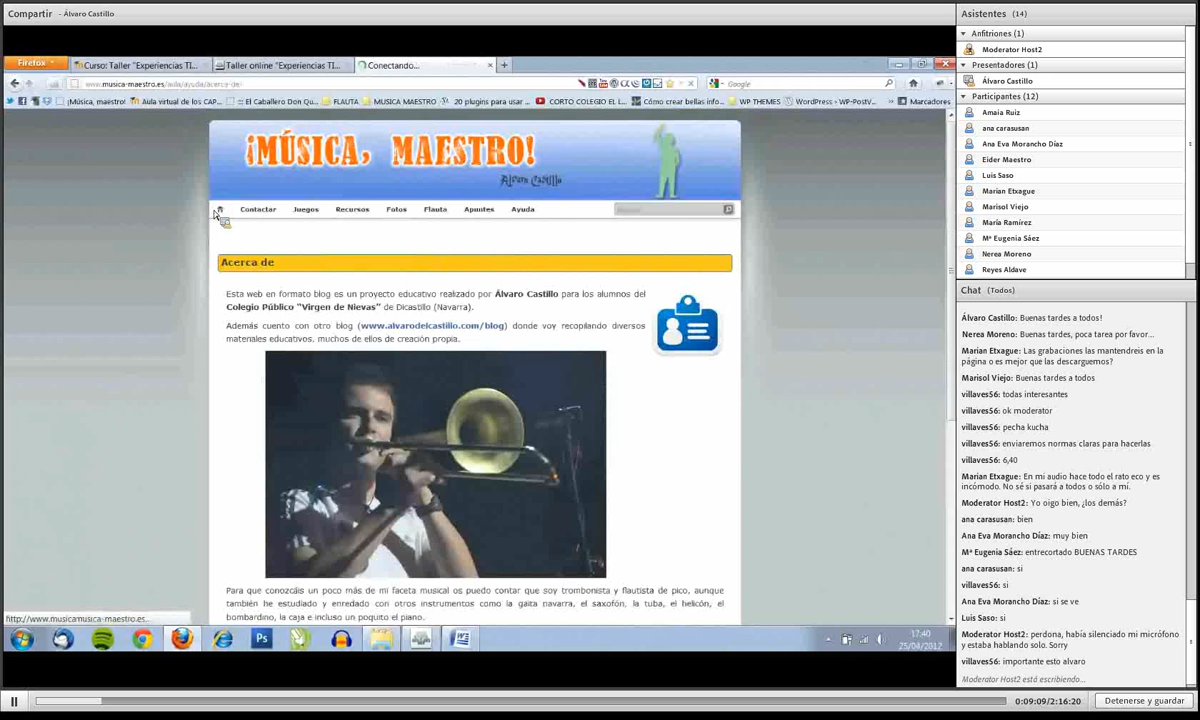 Compartir - Álvaro Castillo
Firefox
Curso: Taller "Experiencias TI...
Taller online "Experiencias TI...
Conectando...
www.musica-maestro.es/aula/ayuda/acerca-de/
Google
¡Música, maestro!
Aula virtual de los CAP...
:: El Caballero Don Qu...
FLAUTA
MUSICA MAESTRO
20 plugins para usar ...
CORTO COLEGIO EL L...
Cómo crear bellas info...
WP THEMES
WordPress › WP-PostV...
Marcadores
¡MÚSICA, MAESTRO!
Álvaro Castillo
Contactar
Juegos
Recursos
Fotos
Flauta
Apuntes
Ayuda
Acerca de
Esta web en formato blog es un proyecto educativo realizado por Álvaro Castillo para los alumnos del
Colegio Público "Virgen de Nievas" de Dicastillo (Navarra).
Además cuento con otro blog (www.alvarodelcastillo.com/blog) donde voy recopilando diversos
materiales educativos, muchos de ellos de creación propia.
Para que conozcáis un poco más de mi faceta musical os puedo contar que soy trombonista y flautista de pico, aunque
también he estudiado y enredado con otros instrumentos como la gaita navarra, el saxofón, la tuba, el helicón, el
bombardino, la caja e incluso un poquito el piano.
http://www.musicamusica-maestro.es...
Ps
17:40
25/04/2012
Asistentes (14)
Anfitriones (1)
Moderator Host2
Presentadores (1)
Álvaro Castillo
Participantes (12)
Amaia Ruiz
ana carasusan
Ana Eva Morancho Díaz
Eider Maestro
Luis Saso
Marian Etxague
Marisol Viejo
María Ramírez
Mª Eugenia Sáez
Nerea Moreno
Reyes Aldave
Chat (Todos)
Álvaro Castillo: Buenas tardes a todos!
Nerea Moreno: Buenas tardes, poca tarea por favor...
Marian Etxague: Las grabaciones las mantendreis en la
página o es mejor que las descarguemos?
Marisol Viejo: Buenas tardes a todos
villaves56: todas interesantes
villaves56: ok moderator
villaves56: pecha kucha
villaves56: enviaremos normas claras para hacerlas
villaves56: 6,40
Marian Etxague: En mi audio hace todo el rato eco y es
incómodo. No sé si pasará a todos o sólo a mí.
Moderator Host2: Yo oigo bien, ¿los demás?
ana carasusan: bien
Ana Eva Morancho Díaz: muy bien
Mª Eugenia Sáez: entrecortado BUENAS TARDES
ana carasusan: si
villaves56: si
Ana Eva Morancho Díaz: si se ve
Luis Saso: si
Moderator Host2: perdona, había silenciado mi micrófono
y estaba hablando solo. Sorry
villaves56: importante esto alvaro
Moderator Host2 está escribiendo...
0:09:09/2:16:20
Detenerse y guardar